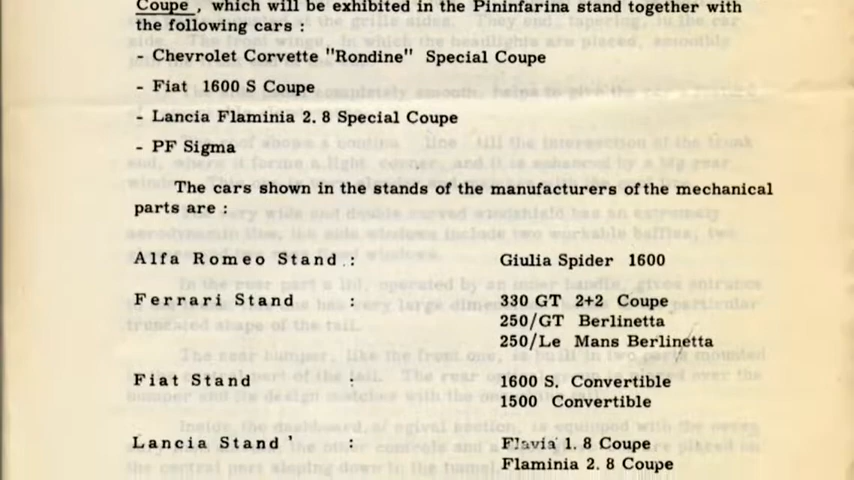 Coupe , which will be exhibited in the Pininfarina stand together with
the following cars :
- Chevrolet Corvette "Rondine" Special Coupe
- Fiat 1600 S Coupe
- Lancia Flaminia 2. 8 Special Coupe
- PF Sigma
The cars shown in the stands of the manufacturers of the mechanical
parts are :
Alfa Romeo Stand : Giulia Spider 1600
Ferrari Stand : 330 GT 2+2 Coupe
250/GT Berlinetta
250/Le Mans Berlinetta
Fiat Stand : 1600 S. Convertible
1500 Convertible
Lancia Stand : Flavia 1. 8 Coupe
Flaminia 2. 8 Coupe